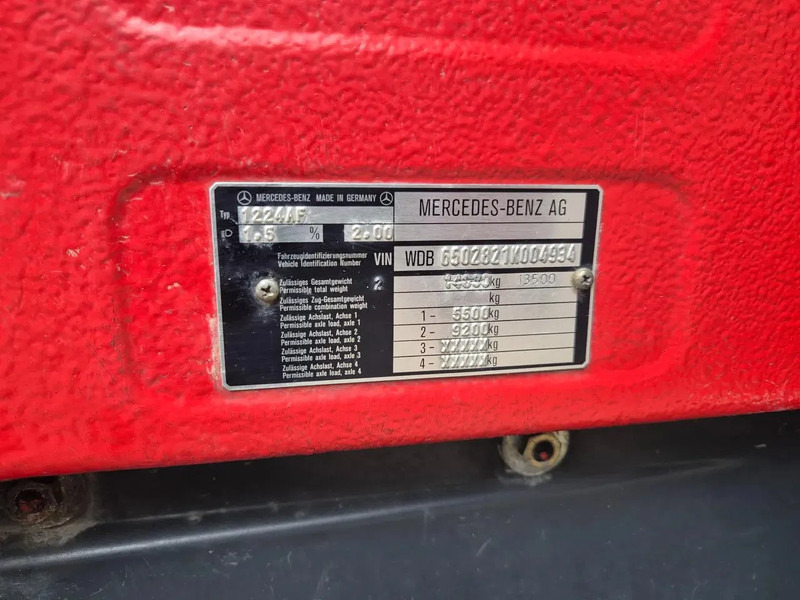 MERCEDES-BENZ MADE IN GERMANY
MERCEDES-BENZ AG
Typ 1224AF
1.5 % 2.00
Fahrzeugidentifizierungsnummer
Vehicle Identification Number
VIN WDB 6502821K004954
Zulässiges Gesamtgewicht
Permissible total weight
2 kg 13500
Zulässiges Zug-Gesamtgewicht
Permissible combination weight
kg
Zulässige Achslast, Achse 1
Permissible axle load, axle 1
1 - 5500kg
Zulässige Achslast, Achse 2
Permissible axle load, axle 2
2 - 9200kg
Zulässige Achslast, Achse 3
Permissible axle load, axle 3
3 - XXXXXkg
Zulässige Achslast, Achse 4
Permissible axle load, axle 4
4 - XXXXXkg